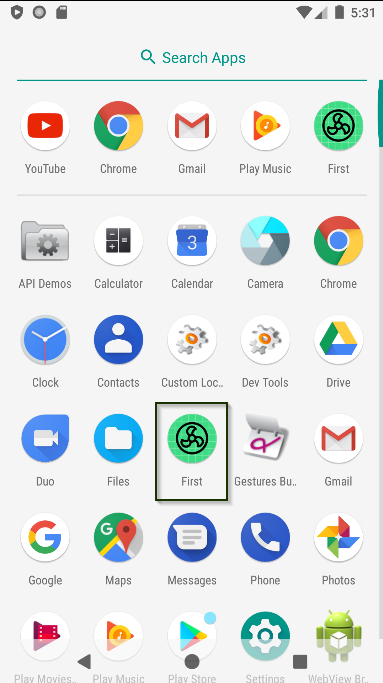 5:31
Search Apps
YouTube Chrome Gmail Play Music First
API Demos Calculator Calendar Camera Chrome
3
Clock Contacts Custom Loc.. Dev Tools Drive
Duo Files First Gestures Bu.. Gmail
G
Google Maps Messages Phone Photos
Play Movies.. Play Music Play Store Settings WebView Br..